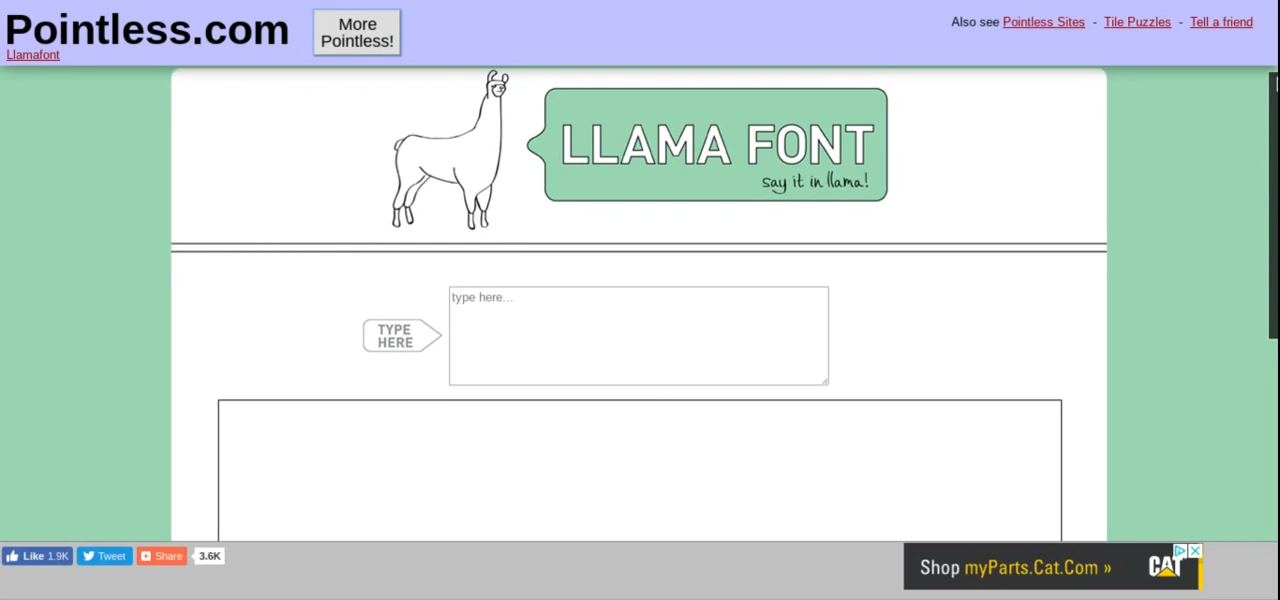 Pointless.com
Llamafont
More
Pointless!
Also see Pointless Sites - Tile Puzzles - Tell a friend
LLAMA FONT
say it in llama!
type here...
TYPE
HERE
Like 1.9K
Tweet
Share
3.6K
Shop myParts.Cat.Com »
CAT